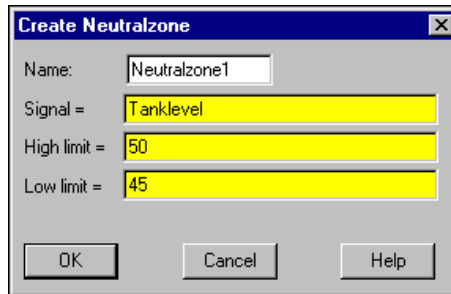 Create Neutralzone
Name: Neutralzone1
Signal = Tanklevel
High limit = 50
Low limit = 45
OK Cancel Help